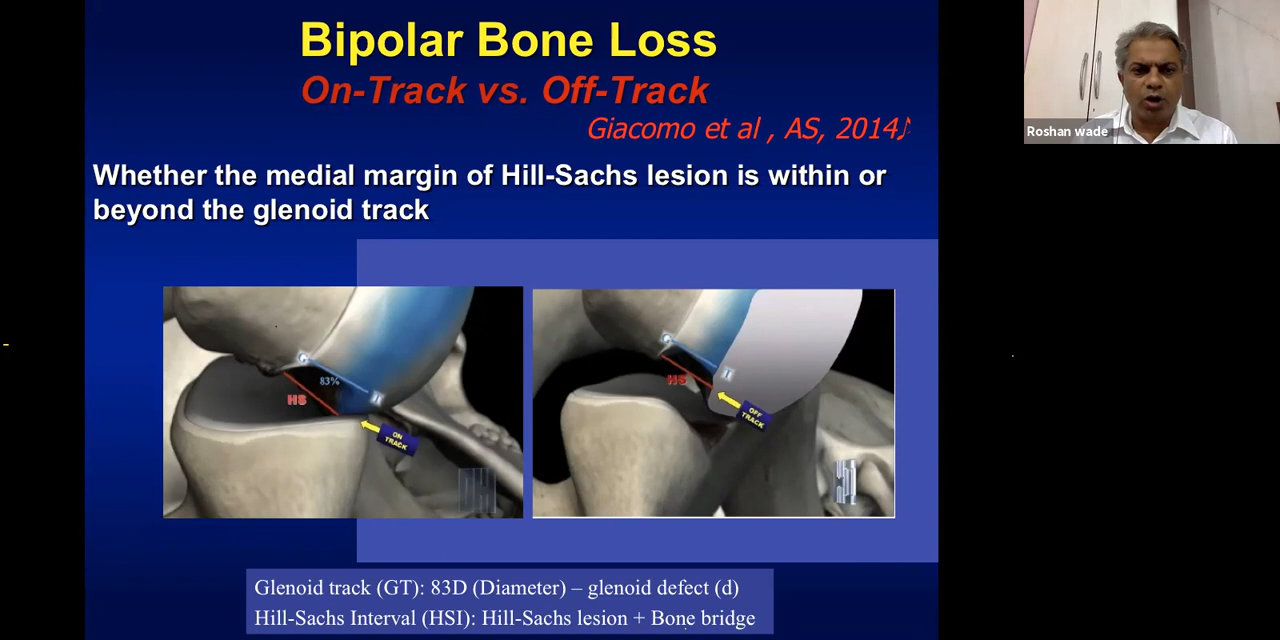 Bipolar Bone Loss
On-Track vs. Off-Track
Giacomo et al , AS, 2014♪
Roshan wade
Whether the medial margin of Hill-Sachs lesion is within or
beyond the glenoid track
G
83%
HS
ON
TRACK
G
HS
OFF
TRACK
Glenoid track (GT): 83D (Diameter) – glenoid defect (d)
Hill-Sachs Interval (HSI): Hill-Sachs lesion + Bone bridge